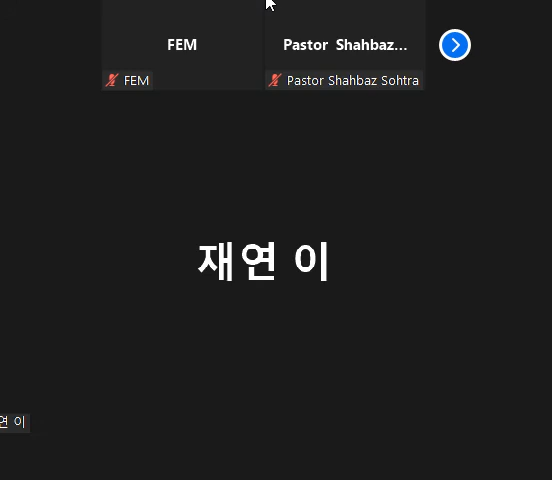 FEM
Pastor Shahbaz...
FEM
Pastor Shahbaz Sohtra
재연 이
연 이